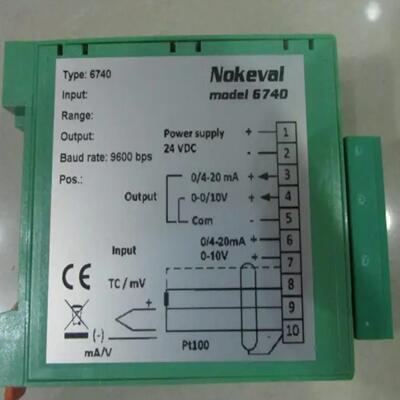 Type: 6740
Nokeval
model 6740
Input:
Range:
Output:
Baud rate: 9600 bps
Pos.:
Power supply + 1
24 VDC - 2
0/4-20 mA + 3
Output 0-0/10V + 4
Com - 5
Input 0/4-20mA + 6
0-10V + 7
CE TC / mV 8
+ 9
(-) 10
mA/V Pt100